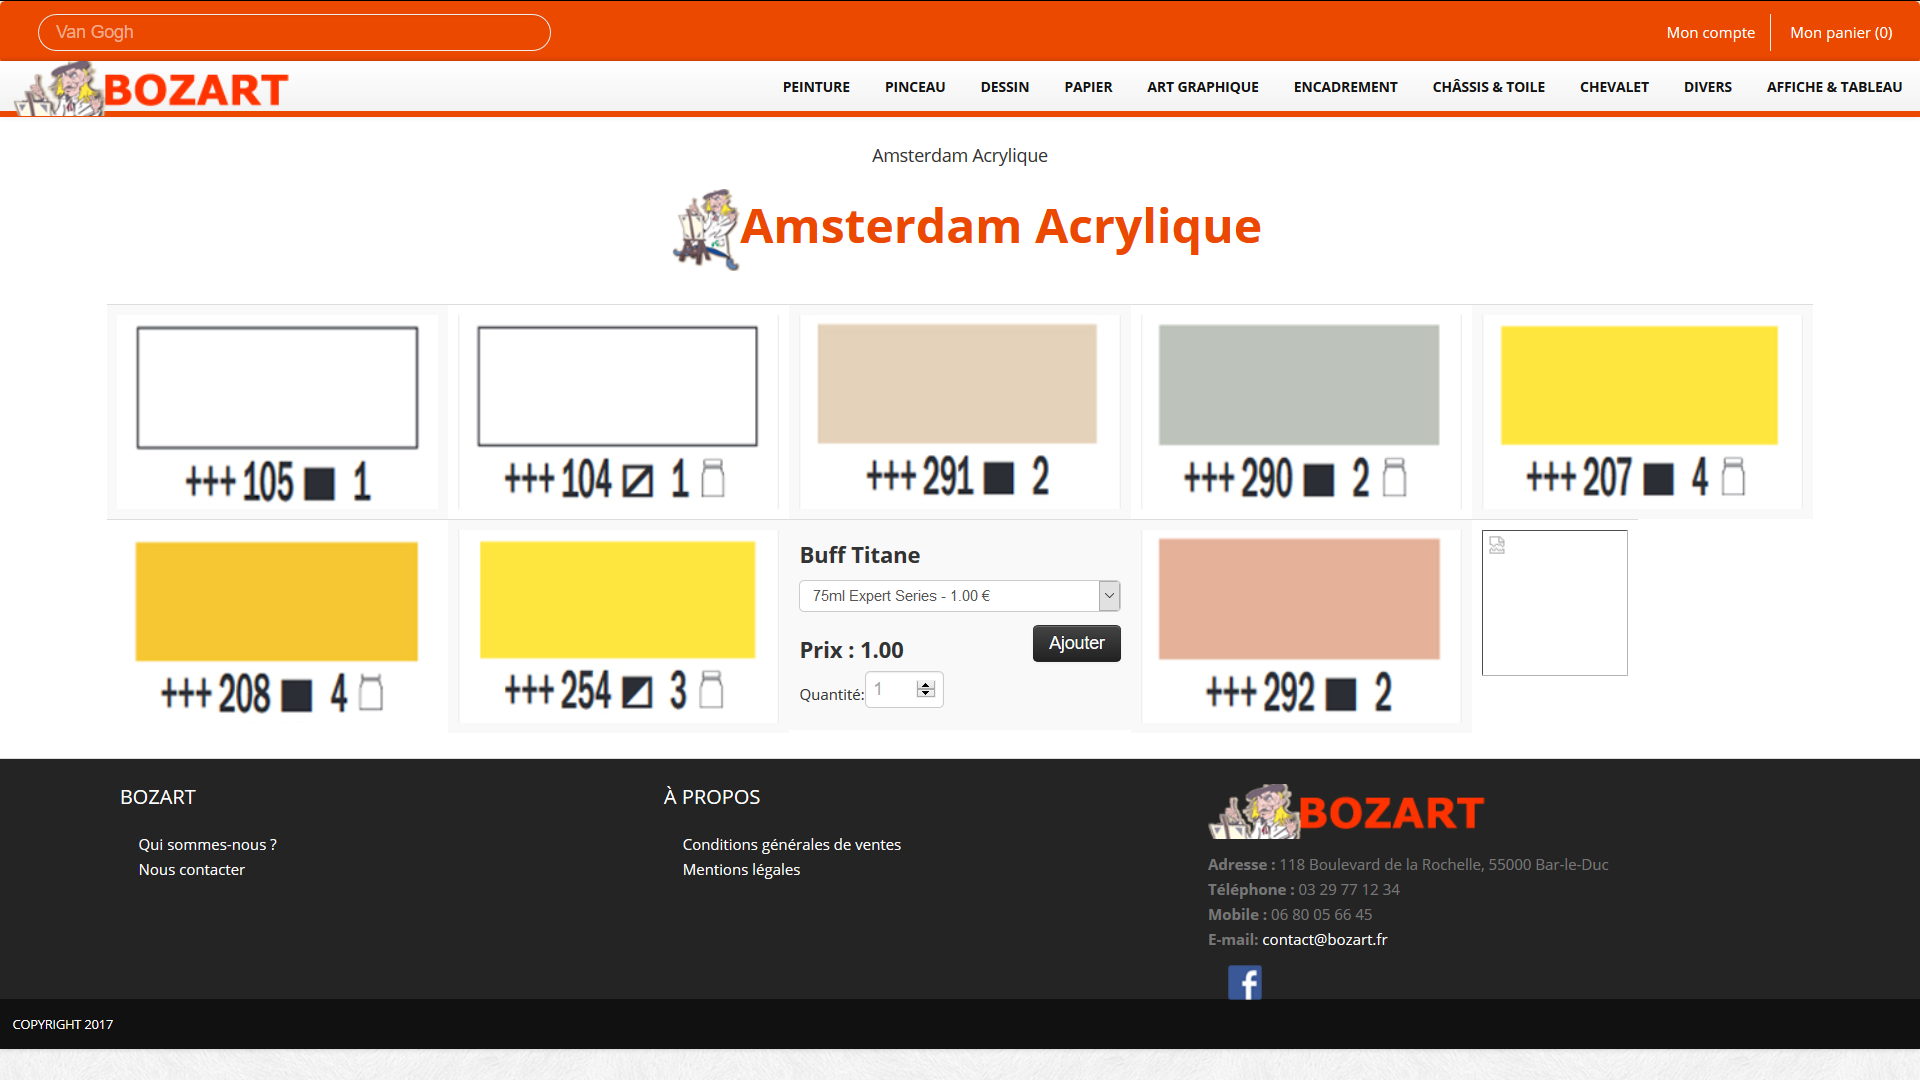 Van Gogh
Mon compte
Mon panier (0)
BOZART
PEINTURE PINCEAU DESSIN PAPIER ART GRAPHIQUE ENCADREMENT CHÂSSIS & TOILE CHEVALET DIVERS AFFICHE & TABLEAU
Amsterdam Acrylique
Amsterdam Acrylique
+++ 105 1
+++ 104 1
+++ 291 2
+++ 290 2
+++ 207 4
+++ 208 4
+++ 254 3
Buff Titane
75ml Expert Series - 1.00 €
Prix : 1.00
Ajouter
Quantité: 1
+++ 292 2
BOZART
Qui sommes-nous ?
Nous contacter
À PROPOS
Conditions générales de ventes
Mentions légales
BOZART
Adresse : 118 Boulevard de la Rochelle, 55000 Bar-le-Duc
Téléphone : 03 29 77 12 34
Mobile : 06 80 05 66 45
E-mail: contact@bozart.fr
f
COPYRIGHT 2017